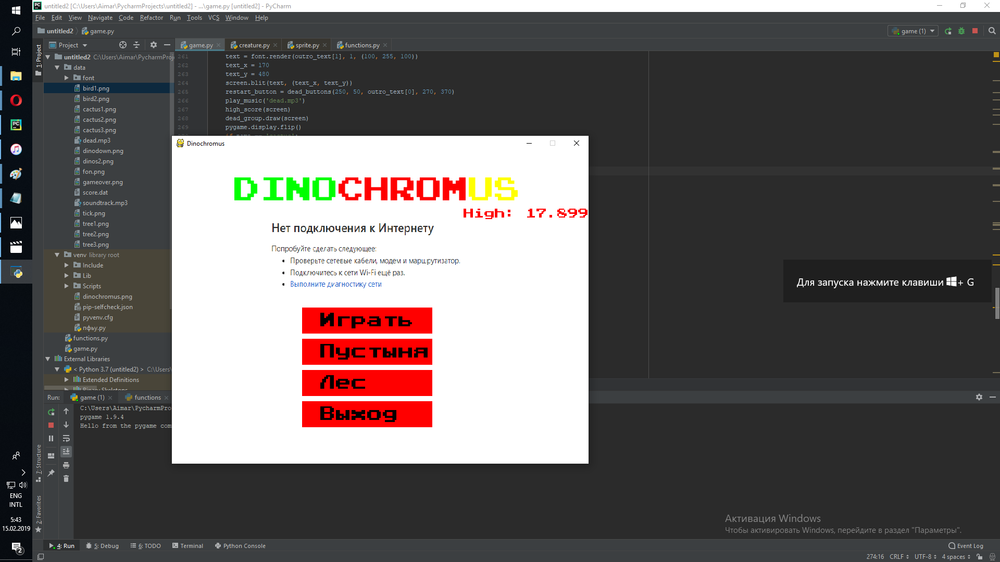 untitled2 [C:\Users\Aimar\PycharmProjects\untitled2] - ...\game.py [untitled2] - PyCharm
File Edit View Navigate Code Refactor Run Tools VCS Window Help
untitled2 game.py
game (1)
Project
game.py creature.py sprite.py functions.py
1: Project
untitled2 C:\Users\Aimar\PycharmProj
data
font
bird1.png
bird2.png
cactus1.png
cactus2.png
cactus3.png
dead.mp3
dinodown.png
dinos2.png
fon.png
gameover.png
score.dat
soundtrack.mp3
tick.png
tree1.png
tree2.png
tree3.png
venv library root
Include
Lib
Scripts
dinochromus.png
pip-selfcheck.json
pyvenv.cfg
пфьу.py
functions.py
game.py
External Libraries
< Python 3.7 (untitled2) > C:\Users\
Extended Definitions
Binary Skeletons
261 text = font.render(outro_text[1], 1, (100, 255, 100))
262 text_x = 170
263 text_y = 480
264 screen.blit(text, (text_x, text_y))
265 restart_button = dead_buttons(250, 50, outro_text[0], 270, 370)
266 play_music('dead.mp3')
267 high_score(screen)
268 dead_group.draw(screen)
269 pygame.display.flip()
Dinochromus
DINOCHROMUS
High: 17.899
Нет подключения к Интернету
Попробуйте сделать следующее:
• Проверьте сетевые кабели, модем и маршрутизатор.
• Подключитесь к сети Wi-Fi ещё раз.
• Выполните диагностику сети
Играть
Пустыня
Лес
Выход
Для запуска нажмите клавиши + G
Run: game (1) functions
C:\Users\Aimar\PycharmPro
pygame 1.9.4
Hello from the pygame com
7: Structure
2: Favorites
Активация Windows
Чтобы активировать Windows, перейдите в раздел "Параметры".
ENG
INTL
5:43
15.02.2019
2
4: Run 5: Debug 6: TODO Terminal Python Console
Event Log
274:16 CRLF UTF-8 4 spaces